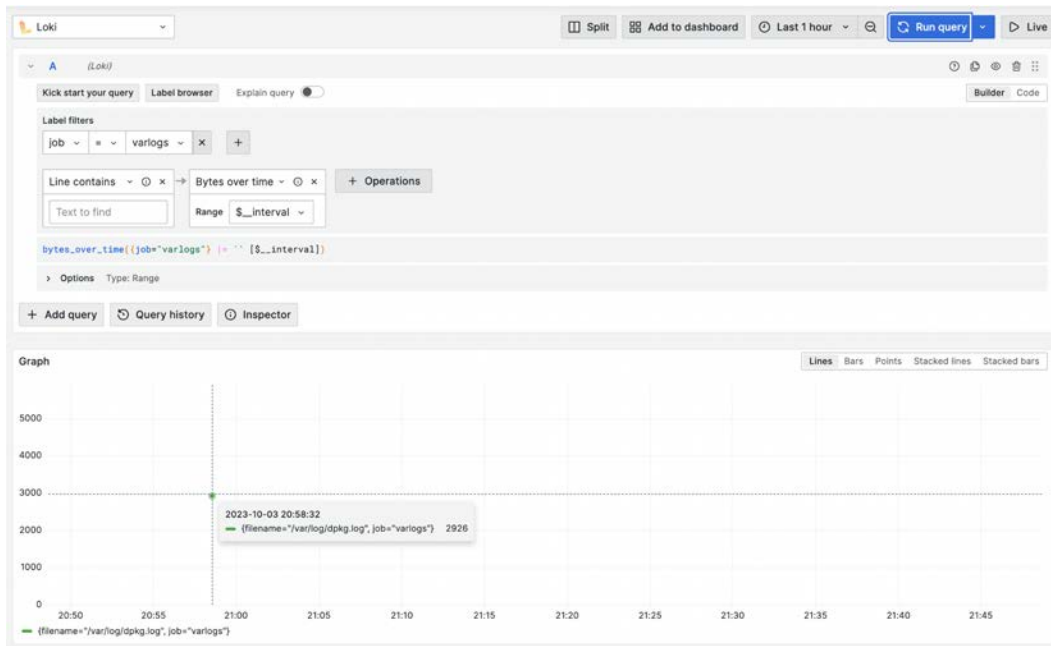 Loki
Split
Add to dashboard
Last 1 hour
Run query
Live
A (Loki)
Kick start your query
Label browser
Explain query
Builder
Code
Label filters
job = varlogs
Line contains
Bytes over time
+ Operations
Text to find
Range $__interval
bytes_over_time({job="varlogs"} |= `` [$__interval])
Options Type: Range
+ Add query
Query history
Inspector
Graph
Lines Bars Points Stacked lines Stacked bars
5000
4000
3000
2023-10-03 20:58:32
{filename="/var/log/dpkg.log", job="varlogs"} 2926
2000
1000
0
20:50 20:55 21:00 21:05 21:10 21:15 21:20 21:25 21:30 21:35 21:40 21:45
{filename="/var/log/dpkg.log", job="varlogs"}